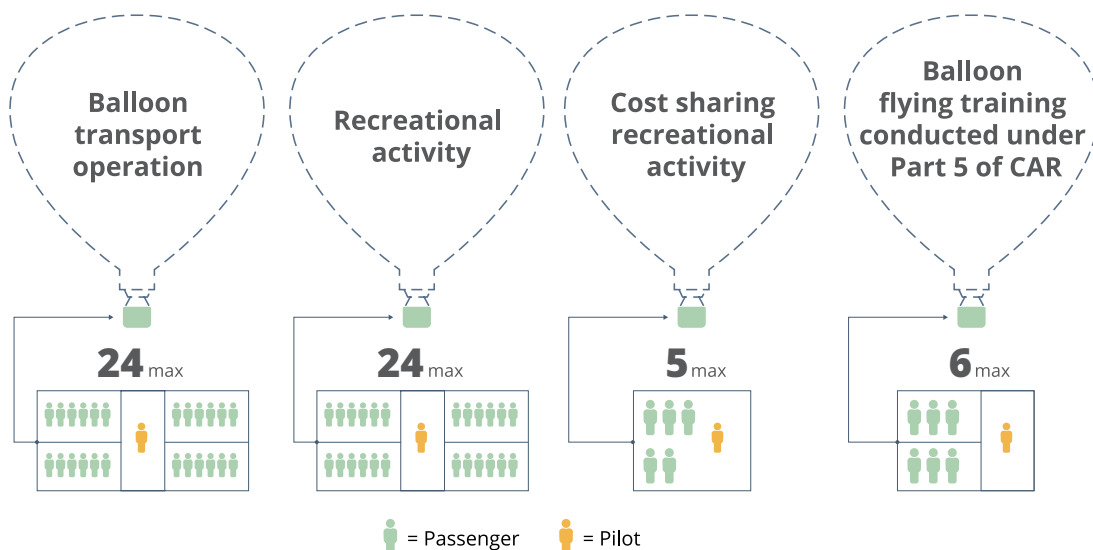 Balloon
transport
operation
Recreational
activity
Cost sharing
recreational
activity
Balloon
flying training
conducted under
Part 5 of CAR
24 max
24 max
5 max
6 max
= Passenger
= Pilot